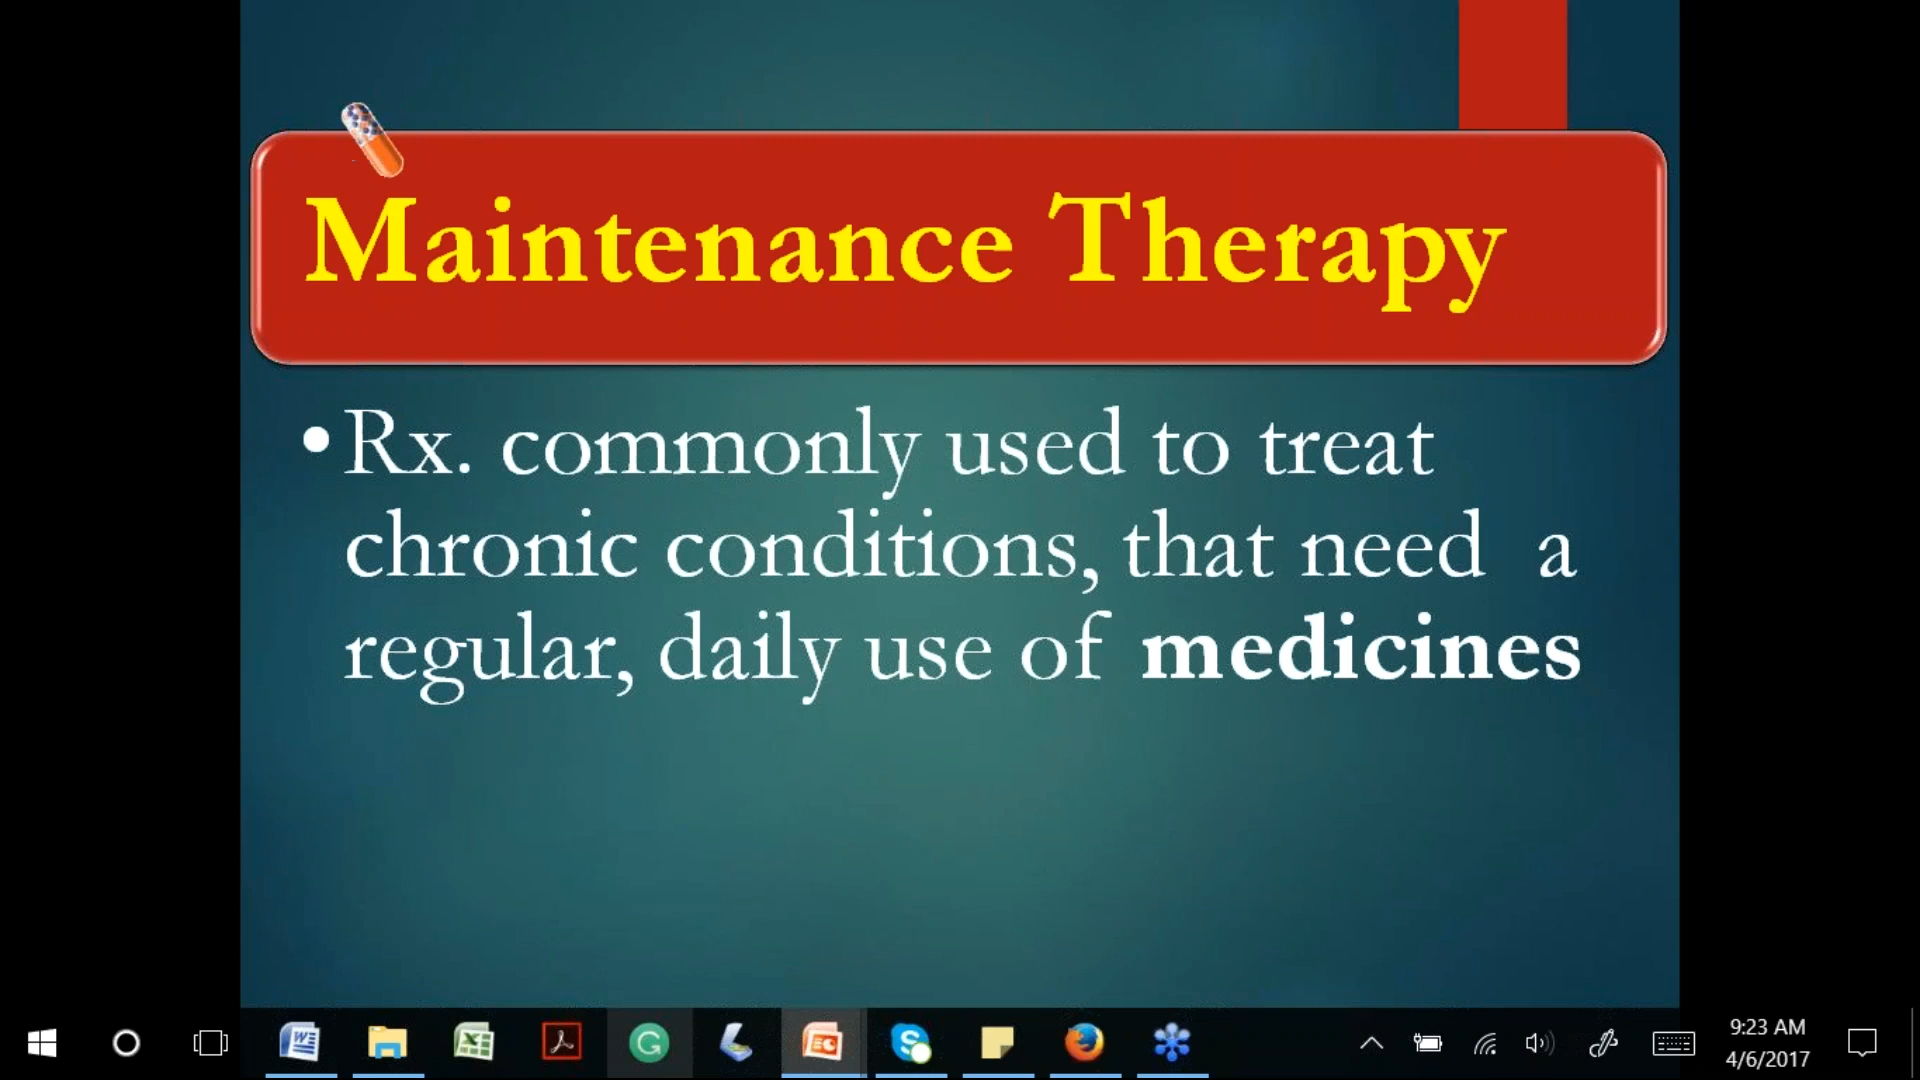 Maintenance Therapy
•Rx. commonly used to treat
chronic conditions, that need a
regular, daily use of medicines
9:23 AM
4/6/2017